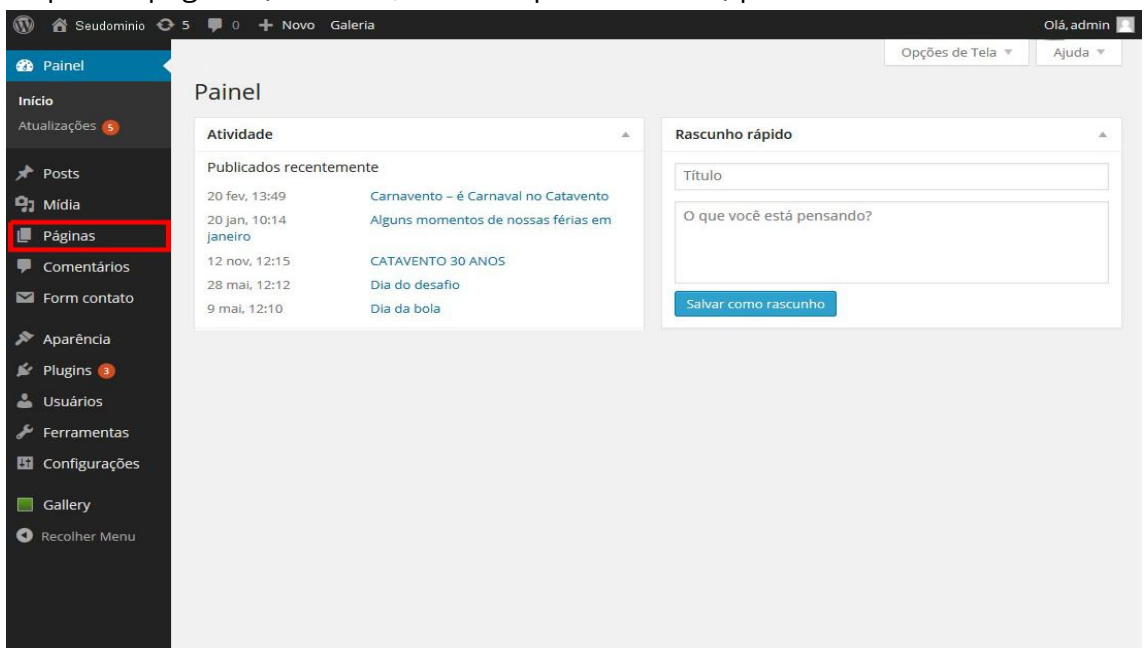 Seudominio 5 0 + Novo Galeria Olá, admin
Opções de Tela Ajuda
Painel
Início
Atualizações 5
Posts
Mídia
Páginas
Comentários
Form contato
Aparência
Plugins 3
Usuários
Ferramentas
Configurações
Gallery
Recolher Menu
Painel
Atividade
Publicados recentemente
20 fev, 13:49 Carnavento – é Carnaval no Catavento
20 jan, 10:14 Alguns momentos de nossas férias em
janeiro
12 nov, 12:15 CATAVENTO 30 ANOS
28 mai, 12:12 Dia do desafio
9 mai, 12:10 Dia da bola
Rascunho rápido
Título
O que você está pensando?
Salvar como rascunho